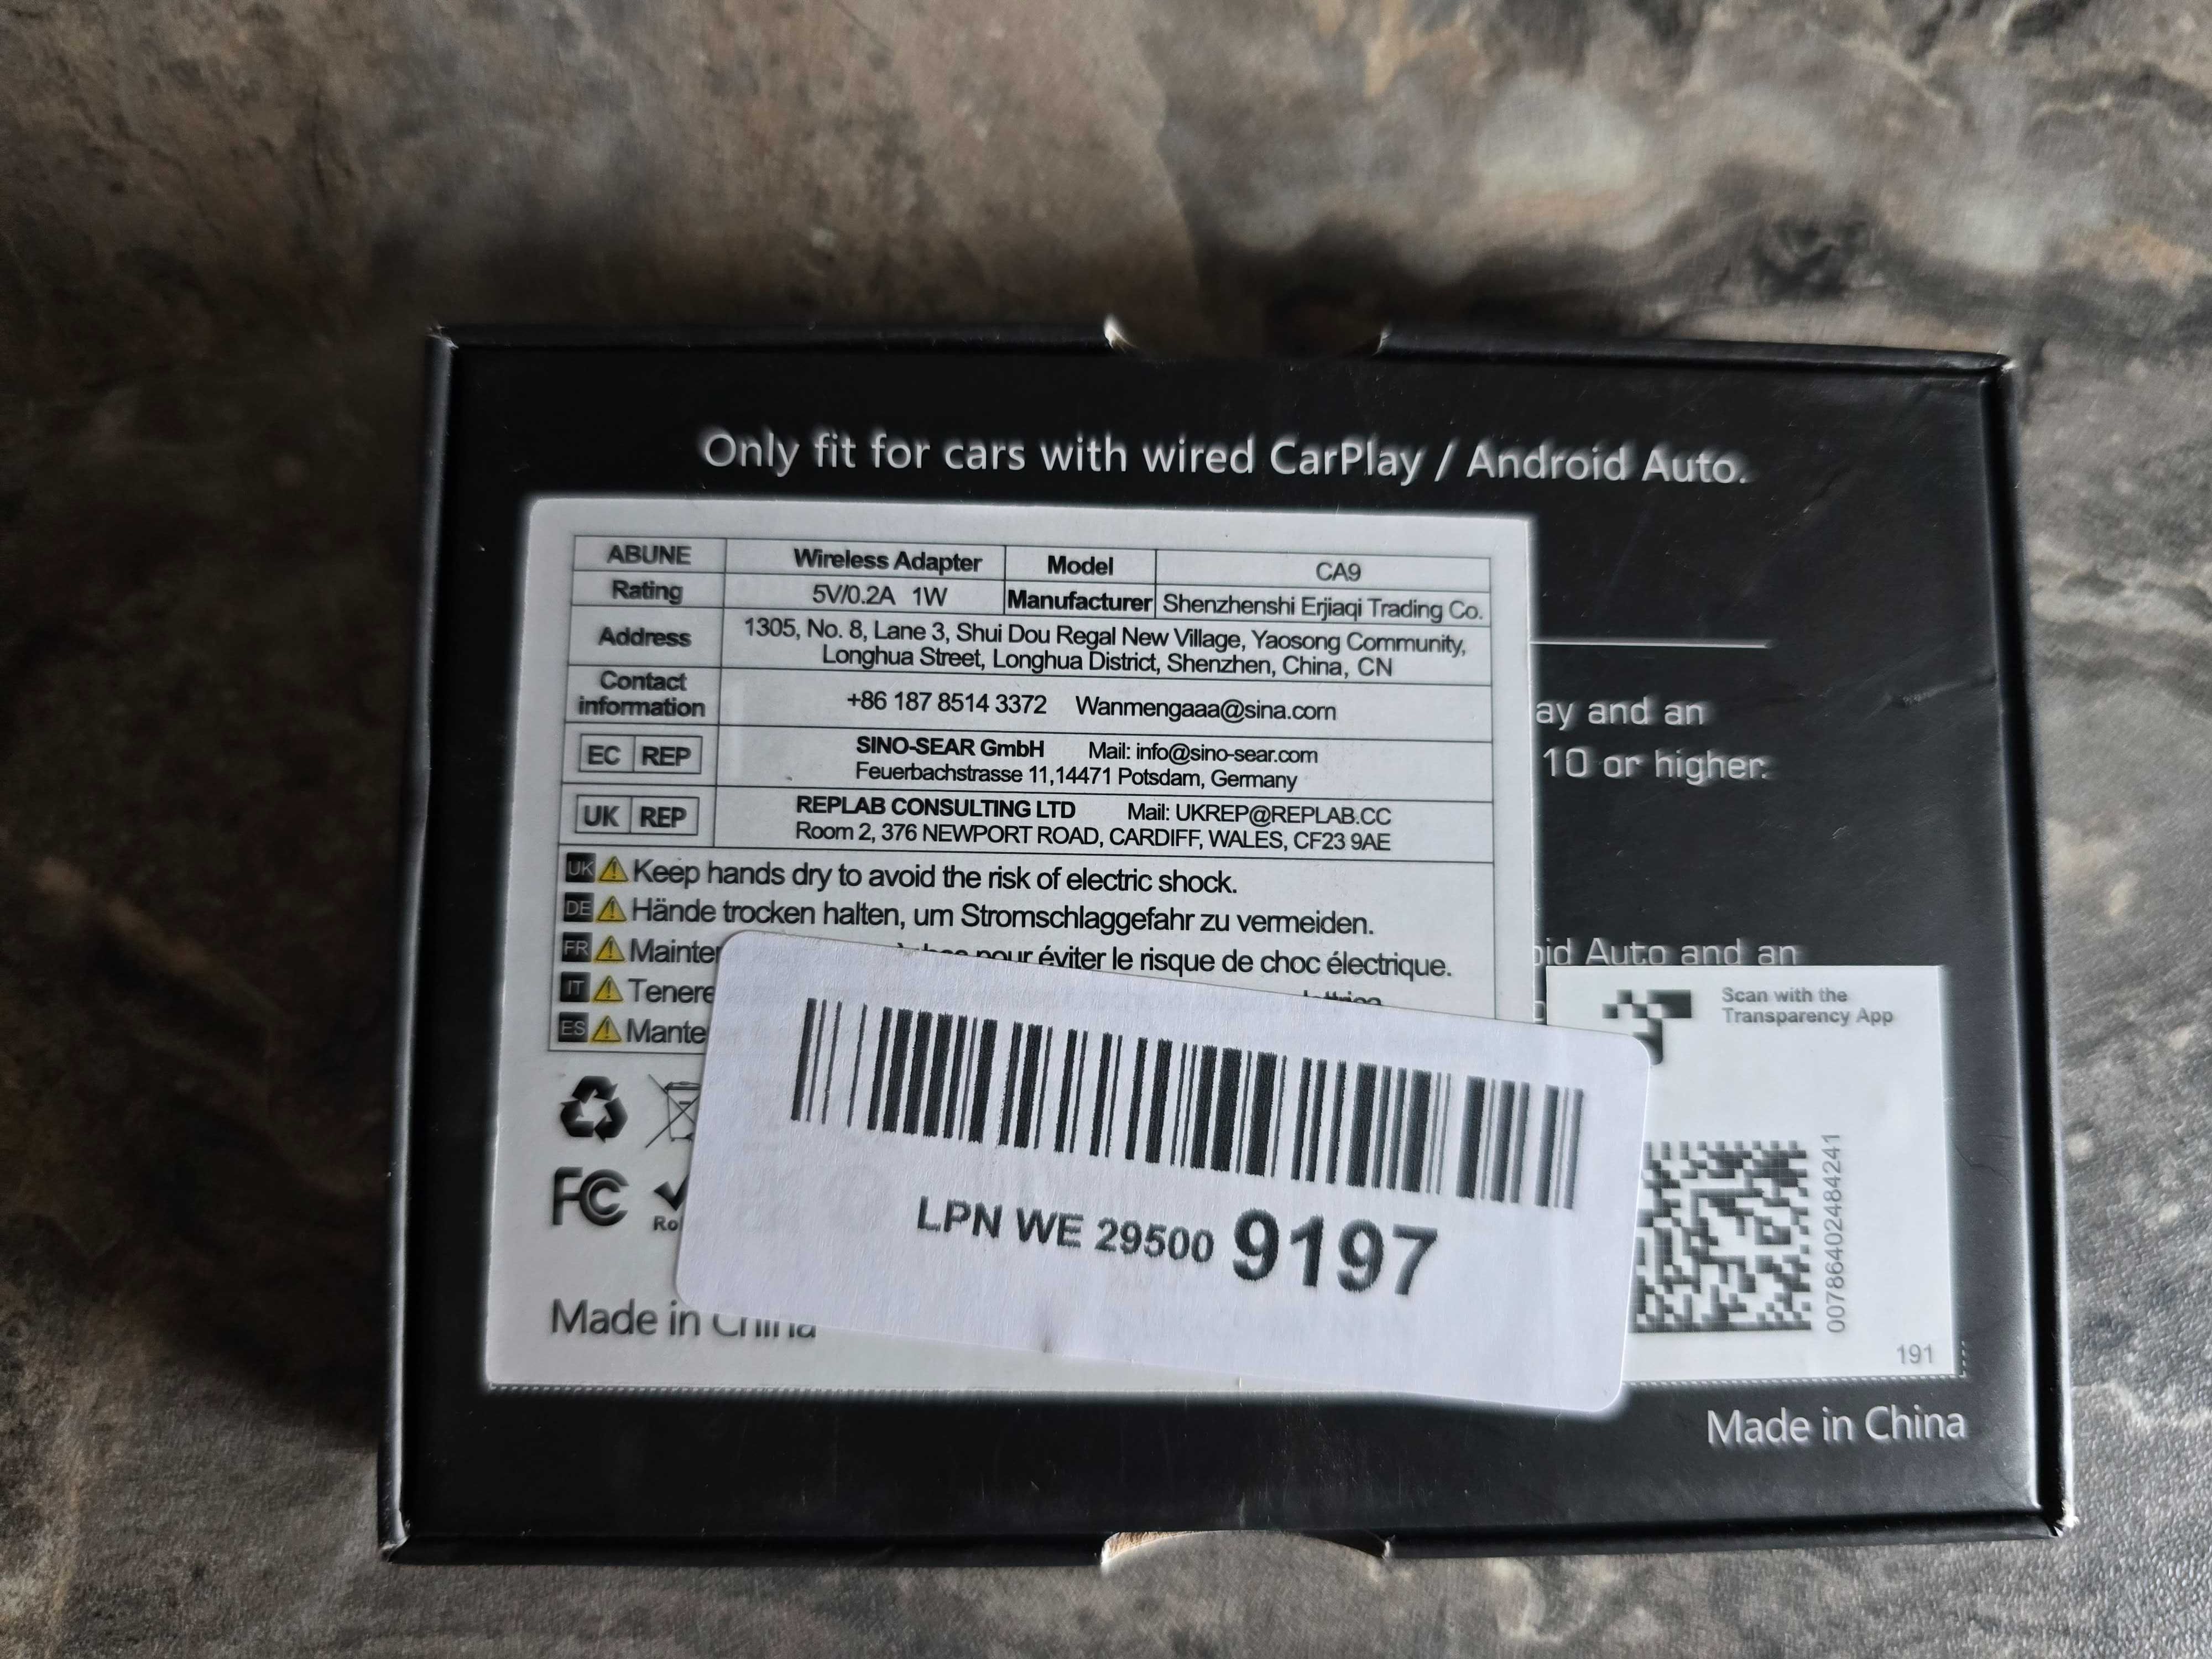 Only fit for cars with wired CarPlay / Android Auto.
ABUNE Wireless Adapter Model CA9
Rating 5V/0.2A 1W Manufacturer Shenzhenshi Erjiaqi Trading Co.
Address 1305, No. 8, Lane 3, Shui Dou Regal New Village, Yaosong Community,
Longhua Street, Longhua District, Shenzhen, China, CN
Contact
information +86 187 8514 3372 Wanmengaaa@sina.com
EC REP SINO-SEAR GmbH Mail: info@sino-sear.com
Feuerbachstrasse 11,14471 Potsdam, Germany
UK REP REPLAB CONSULTING LTD Mail: UKREP@REPLAB.CC
Room 2, 376 NEWPORT ROAD, CARDIFF, WALES, CF23 9AE
UK Keep hands dry to avoid the risk of electric shock.
DE Hände trocken halten, um Stromschlaggefahr zu vermeiden.
FR Mainte pour éviter le risque de choc électrique.
IT Tenere
ES Mante
FC
Ro
Made in China
LPN WE 29500 9197
ay and an
10 or higher.
oid Auto and an
Scan with the
Transparency App
00786402484241
191
Made in China